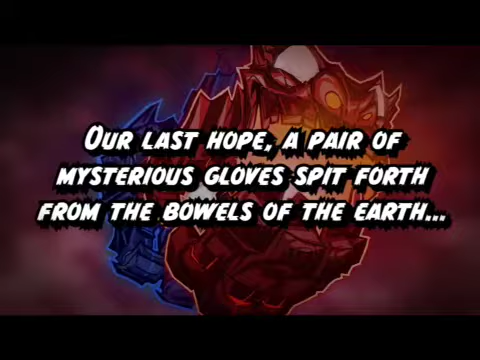 Our last hope, a pair of
mysterious gloves spit forth
from the bowels of the earth...